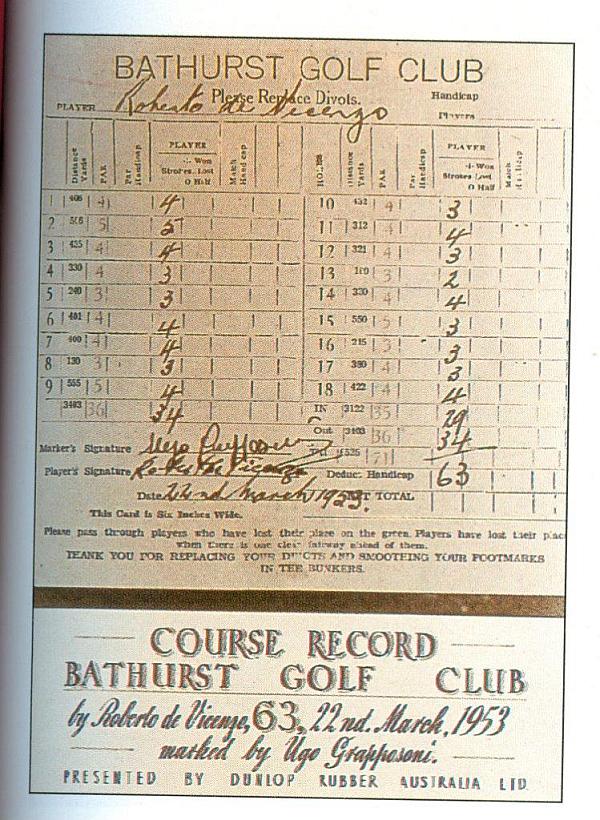 BATHURST GOLF CLUB
Please Replace Divots.
Handicap
PLAYER Roberto de Vicenzo
Players
Distance Yards PAR Par Handicap PLAYER + Won Strokes - Lost O Half Match Handicap HOLES Distance Yards PAR Par Handicap PLAYER + Won Strokes - Lost O Half Match Handicap
1 406 4 4 10 432 4 3
2 5 5 11 312 4 4
3 435 4 4 12 321 4 3
4 330 4 3 13 3 2
5 240 3 3 14 330 4 4
6 401 4 4 15 550 5 3
7 400 4 4 16 215 3 3
8 130 3 3 17 380 4 3
9 555 5 4 18 422 4 4
3403 36 34 IN 3122 35 29
Out 3403 36 34
Marker's Signature Ugo Grapposoni 6525 71
Player's Signature Roberto de Vicenzo Deduct Handicap 63
Date 22nd March 1953. NET TOTAL
This Card is Six Inches Wide.
Please pass through players who have lost their place on the green. Players have lost their plac
when there is one clear fairway ahead of them.
THANK YOU FOR REPLACING YOUR DIVOTS AND SMOOTHING YOUR FOOTMARKS
IN THE BUNKERS.
COURSE RECORD
BATHURST GOLF CLUB
by Roberto de Vicenzo, 63, 22nd. March, 1953
marked by Ugo Grapposoni.
PRESENTED BY DUNLOP RUBBER AUSTRALIA LTD.